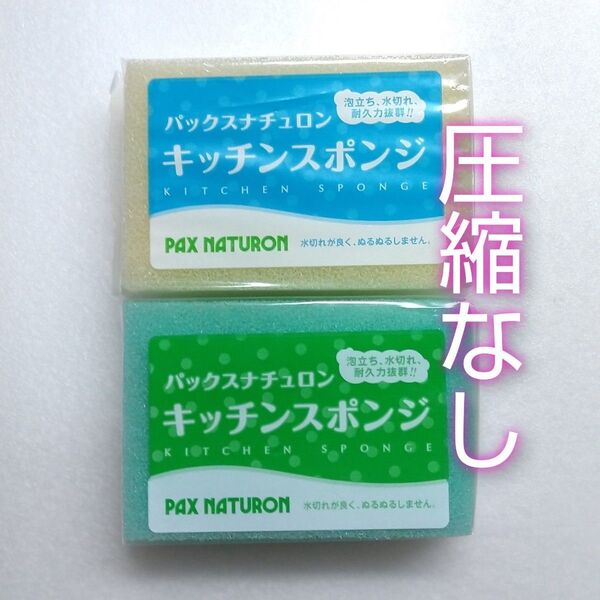 泡立ち、水切れ、
耐久力抜群!!
パックスナチュロン
キッチンスポンジ
KITCHEN SPONGE
PAX NATURON 水切れが良く、ぬるぬるしません。
泡立ち、水切れ、
耐久力抜群!!
パックスナチュロン
キッチンスポンジ
KITCHEN SPONGE
PAX NATURON 水切れが良く、ぬるぬるしません。
圧縮なし